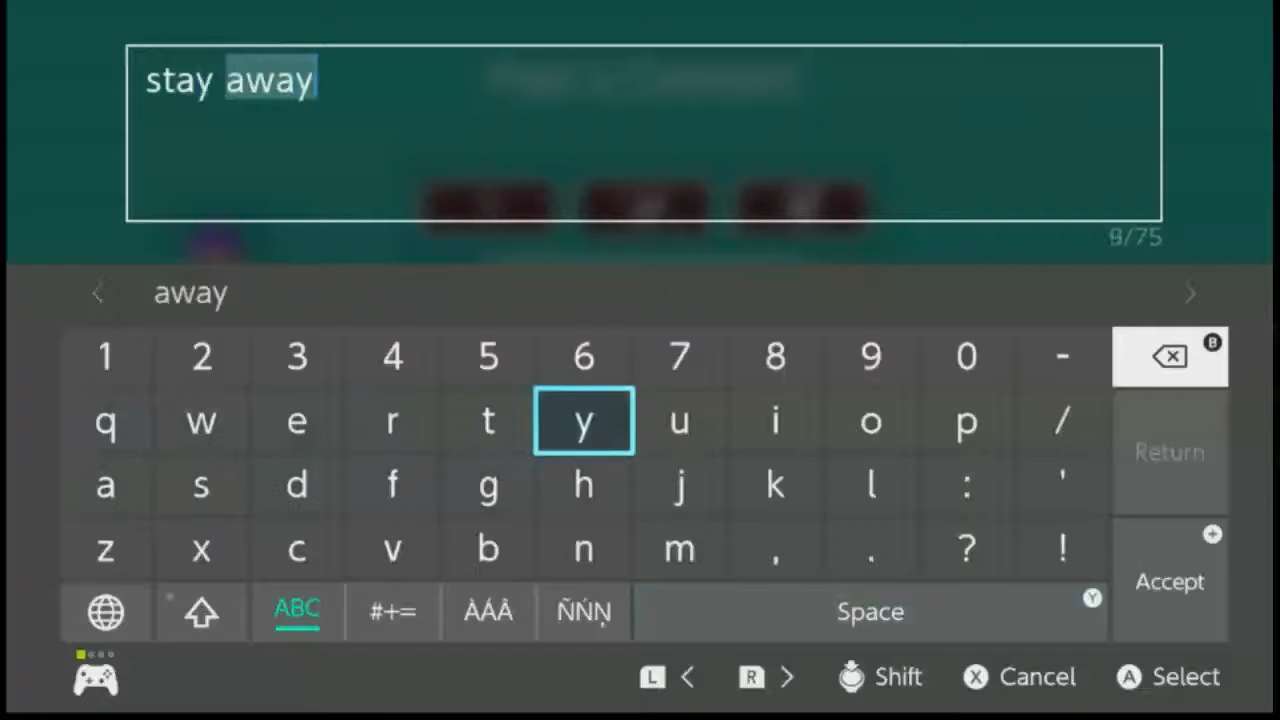 stay away
9/75
away
1 2 3 4 5 6 7 8 9 0 -
B
q w e r t y u i o p /
Return
a s d f g h j k l : '
z x c v b n m , . ? !
+
Accept
ABC #+= ÀÁÂ ÑŃŅ Space Y
L < R > Shift X Cancel A Select